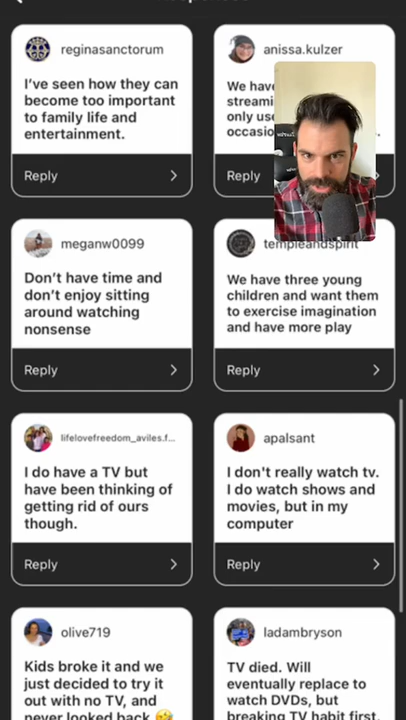 reginasanctorum
I've seen how they can
become too important
to family life and
entertainment.
Reply
anissa.kulzer
We have
only
Reply
meganw0099
Don't have time and
don't enjoy sitting
around watching
nonsense
Reply
templeandspirit
We have three young
children and want them
to exercise imagination
and have more play
Reply
lifelovefreedom_aviles.f...
I do have a TV but
have been thinking of
getting rid of ours
though.
Reply
apalsant
I don't really watch tv.
I do watch shows and
movies, but in my
computer
Reply
olive719
Kids broke it and we
just decided to try it
out with no TV, and
never looked back 🤣
ladambryson
TV died. Will
eventually replace to
watch DVDs, but
breaking TV habit first.